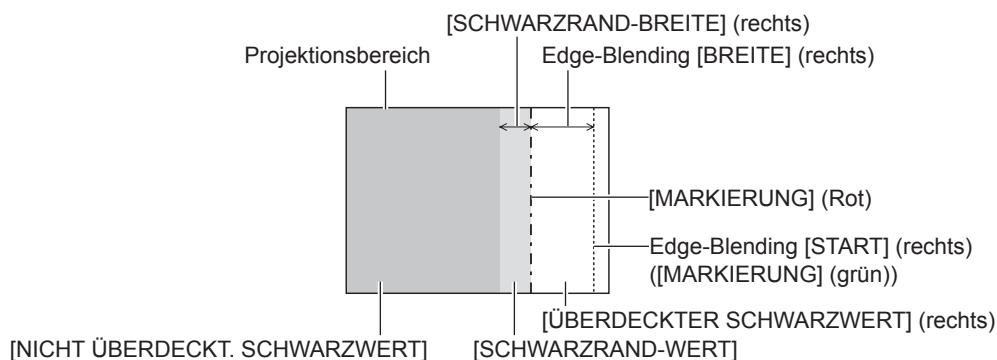 [SCHWARZRAND-BREITE] (rechts)
Projektionsbereich
Edge-Blending [BREITE] (rechts)
[MARKIERUNG] (Rot)
Edge-Blending [START] (rechts)
([MARKIERUNG] (grün))
[ÜBERDECKTER SCHWARZWERT] (rechts)
[NICHT ÜBERDECKT. SCHWARZWERT]
[SCHWARZRAND-WERT]